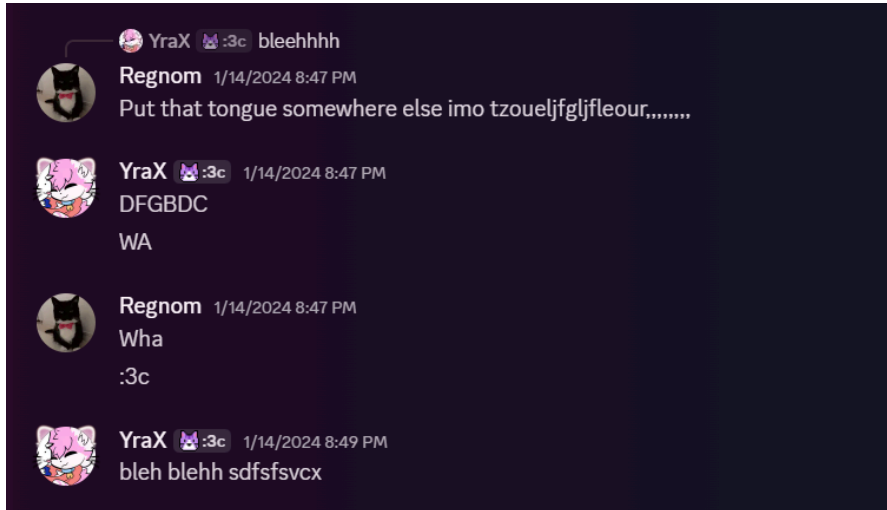 YraX :3c bleehhhh
Regnom 1/14/2024 8:47 PM
Put that tongue somewhere else imo tzoueljfgljfleour,,,,,,,,
YraX :3c 1/14/2024 8:47 PM
DFGBDC
WA
Regnom 1/14/2024 8:47 PM
Wha
:3c
YraX :3c 1/14/2024 8:49 PM
bleh blehh sdfsfsvcx